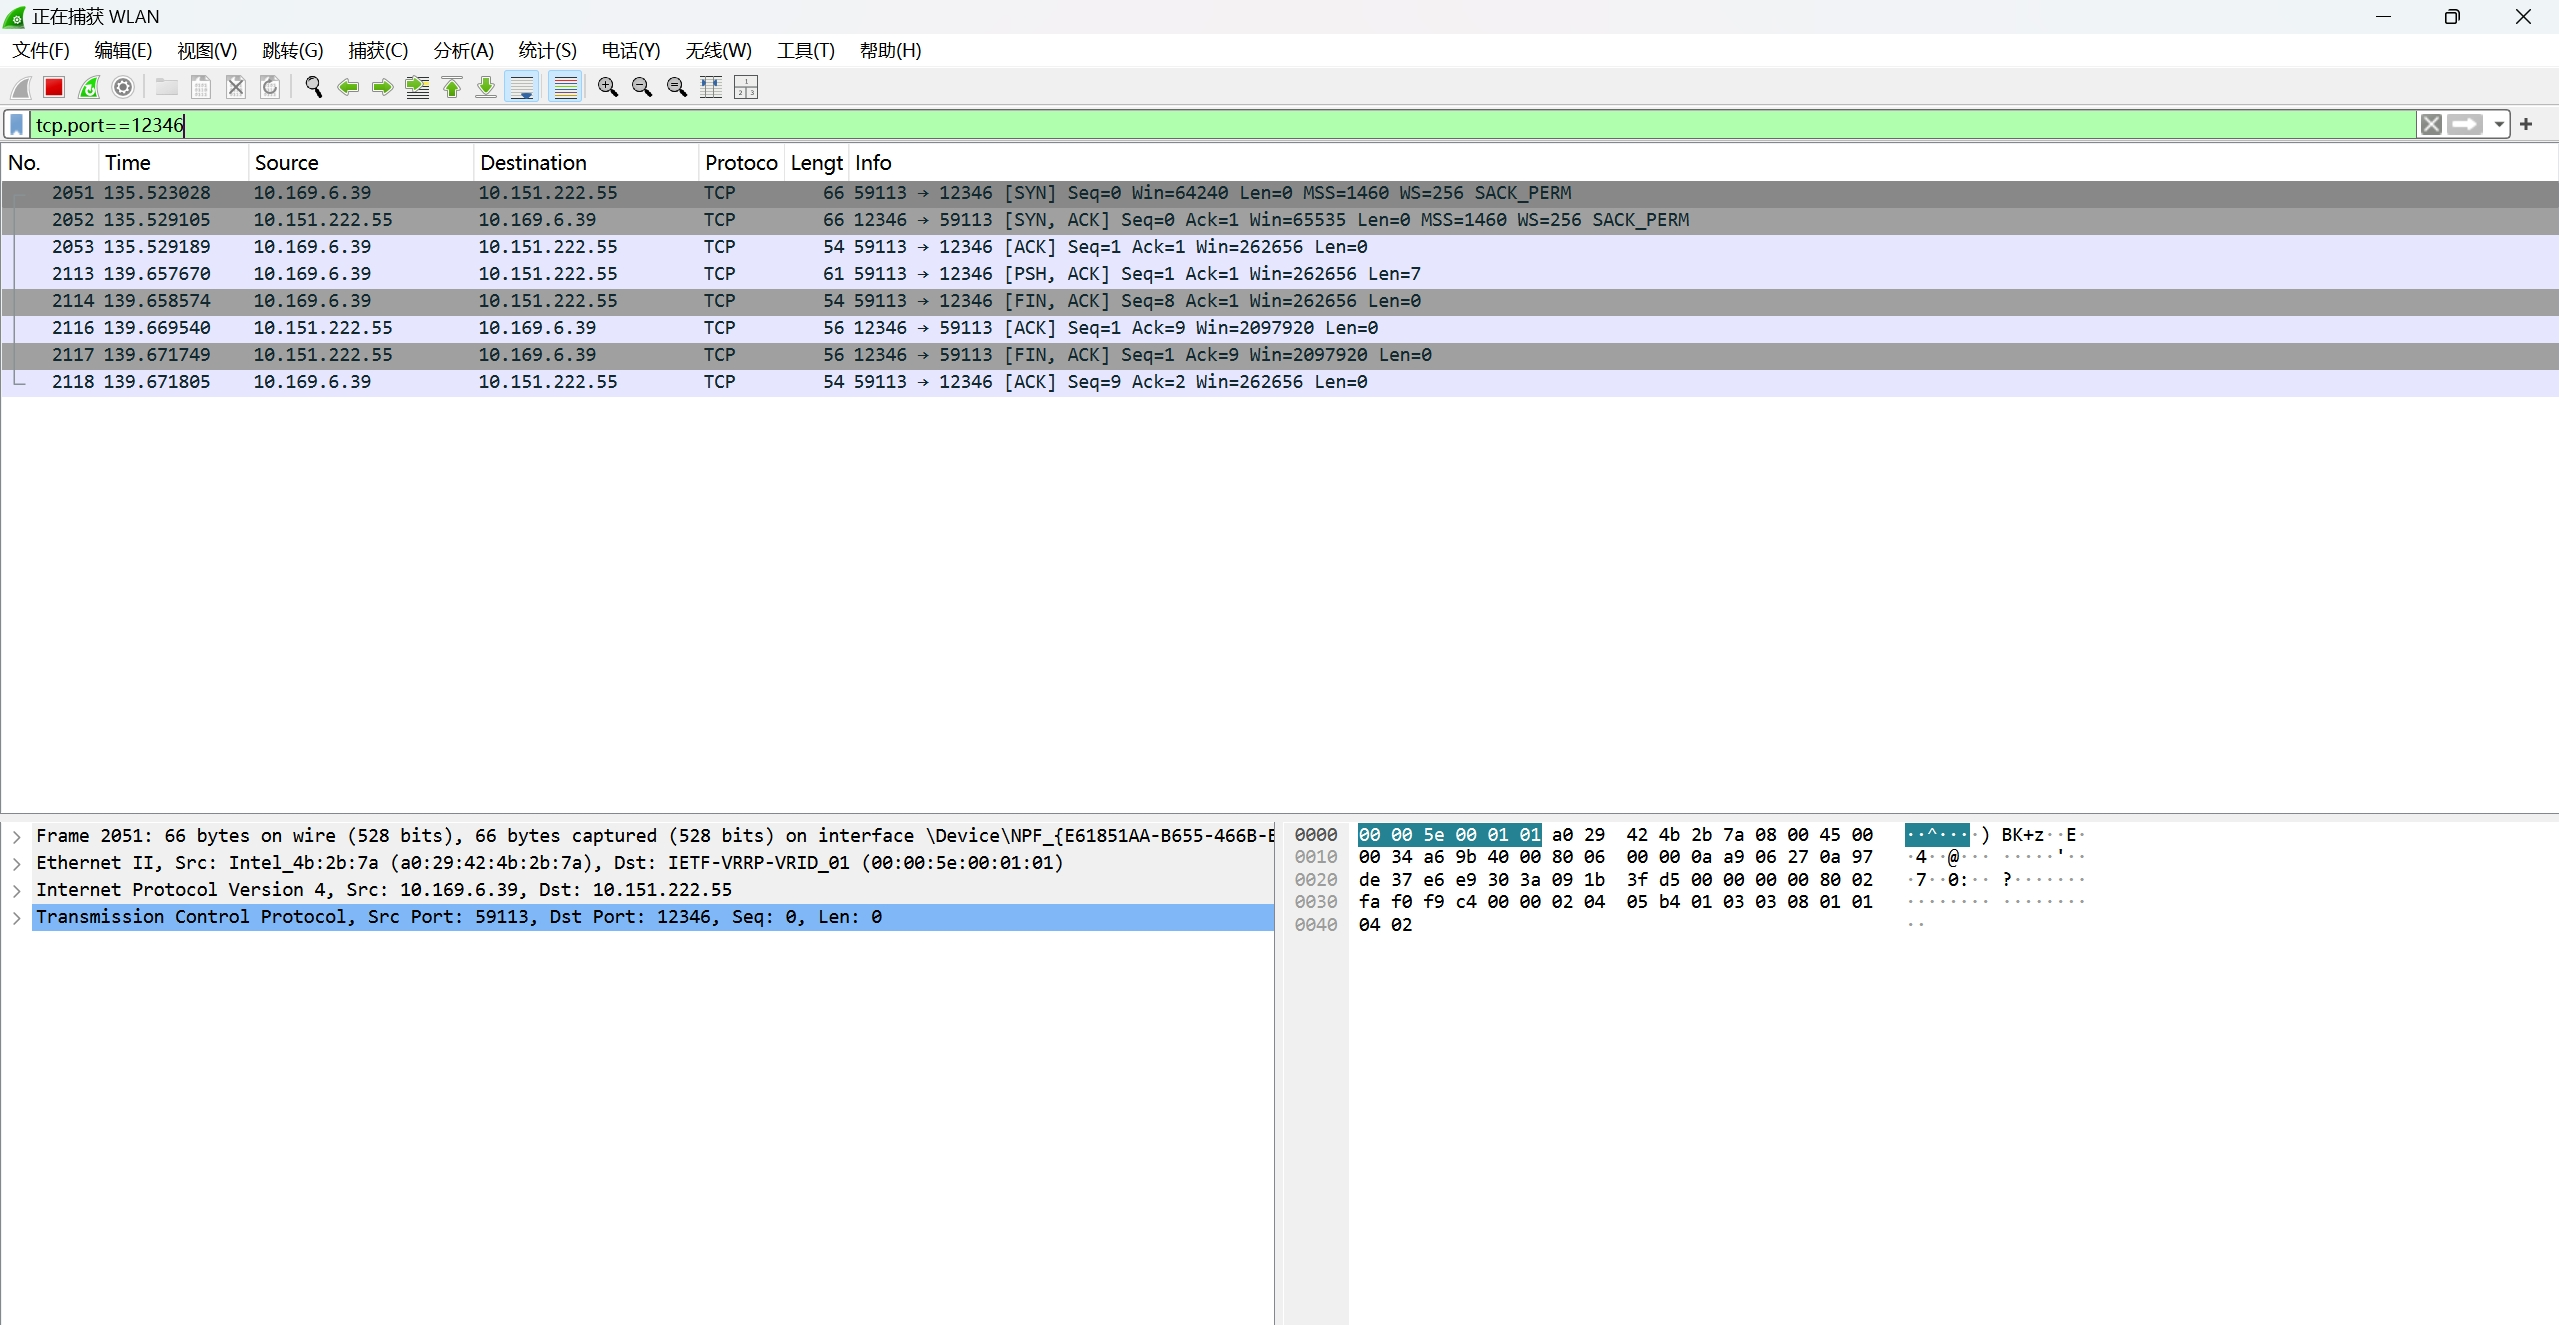 正在捕获 WLAN
文件(F) 编辑(E) 视图(V) 跳转(G) 捕获(C) 分析(A) 统计(S) 电话(Y) 无线(W) 工具(T) 帮助(H)
tcp.port==12346
No. Time Source Destination Protoco Lengt Info
2051 135.523028 10.169.6.39 10.151.222.55 TCP 66 59113 → 12346 [SYN] Seq=0 Win=64240 Len=0 MSS=1460 WS=256 SACK_PERM
2052 135.529105 10.151.222.55 10.169.6.39 TCP 66 12346 → 59113 [SYN, ACK] Seq=0 Ack=1 Win=65535 Len=0 MSS=1460 WS=256 SACK_PERM
2053 135.529189 10.169.6.39 10.151.222.55 TCP 54 59113 → 12346 [ACK] Seq=1 Ack=1 Win=262656 Len=0
2113 139.657670 10.169.6.39 10.151.222.55 TCP 61 59113 → 12346 [PSH, ACK] Seq=1 Ack=1 Win=262656 Len=7
2114 139.658574 10.169.6.39 10.151.222.55 TCP 54 59113 → 12346 [FIN, ACK] Seq=8 Ack=1 Win=262656 Len=0
2116 139.669540 10.151.222.55 10.169.6.39 TCP 56 12346 → 59113 [ACK] Seq=1 Ack=9 Win=2097920 Len=0
2117 139.671749 10.151.222.55 10.169.6.39 TCP 56 12346 → 59113 [FIN, ACK] Seq=1 Ack=9 Win=2097920 Len=0
2118 139.671805 10.169.6.39 10.151.222.55 TCP 54 59113 → 12346 [ACK] Seq=9 Ack=2 Win=262656 Len=0
Frame 2051: 66 bytes on wire (528 bits), 66 bytes captured (528 bits) on interface \Device\NPF_{E61851AA-B655-466B-E
Ethernet II, Src: Intel_4b:2b:7a (a0:29:42:4b:2b:7a), Dst: IETF-VRRP-VRID_01 (00:00:5e:00:01:01)
Internet Protocol Version 4, Src: 10.169.6.39, Dst: 10.151.222.55
Transmission Control Protocol, Src Port: 59113, Dst Port: 12346, Seq: 0, Len: 0
0000 00 00 5e 00 01 01 a0 29 42 4b 2b 7a 08 00 45 00 ··^····) BK+z··E·
0010 00 34 a6 9b 40 00 80 06 00 00 0a a9 06 27 0a 97 ·4··@··· ·····'··
0020 de 37 e6 e9 30 3a 09 1b 3f d5 00 00 00 00 80 02 ·7··0:·· ?·······
0030 fa f0 f9 c4 00 00 02 04 05 b4 01 03 03 08 01 01 ········ ········
0040 04 02 ··